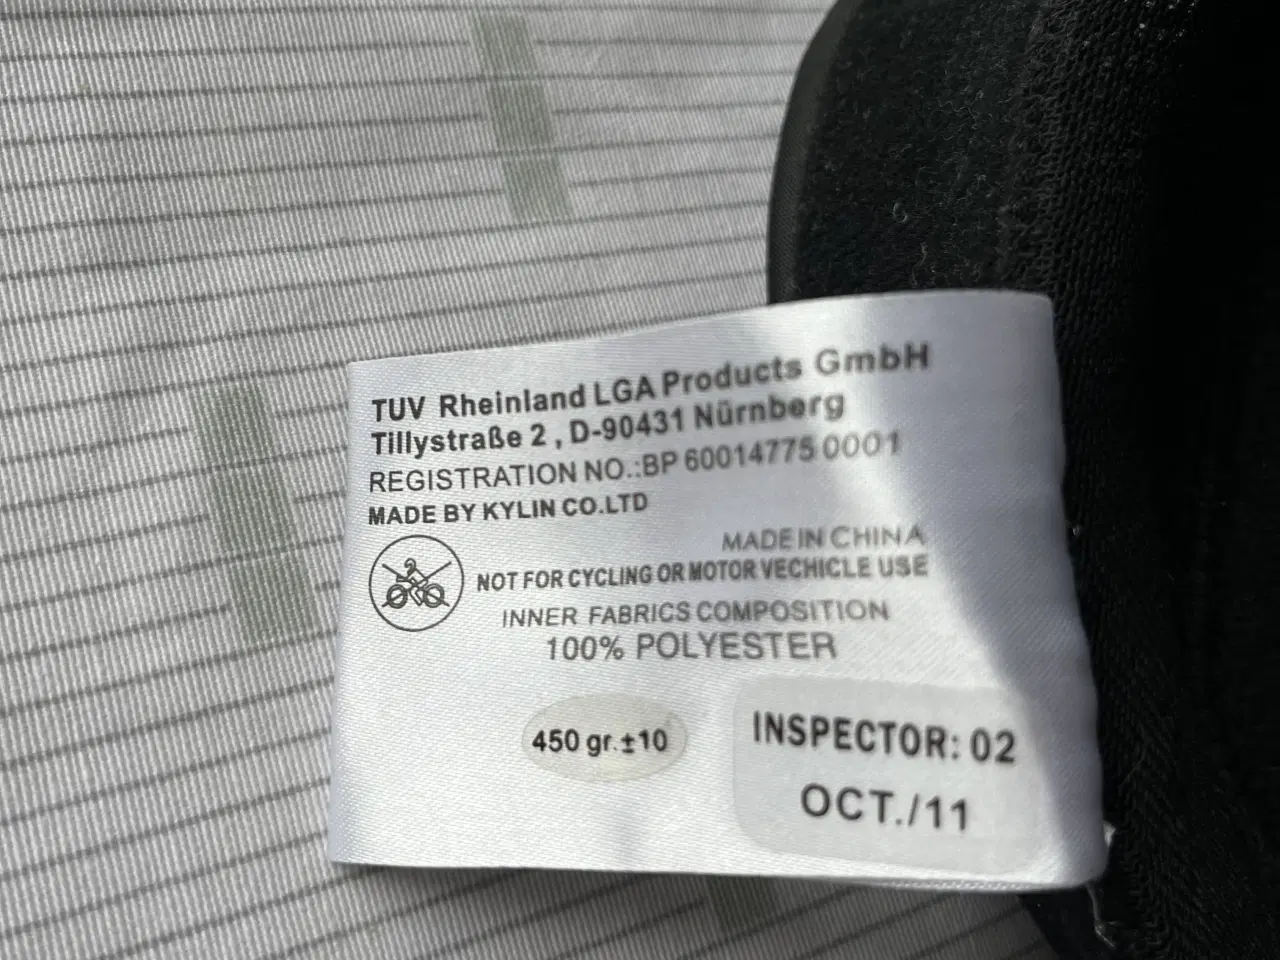 TUV Rheinland LGA Products GmbH
Tillystraße 2 , D-90431 Nürnberg
REGISTRATION NO.:BP 60014775 0001
MADE BY KYLIN CO.LTD
MADE IN CHINA
NOT FOR CYCLING OR MOTOR VECHICLE USE
INNER FABRICS COMPOSITION
100% POLYESTER
450 gr.±10
INSPECTOR: 02
OCT./11